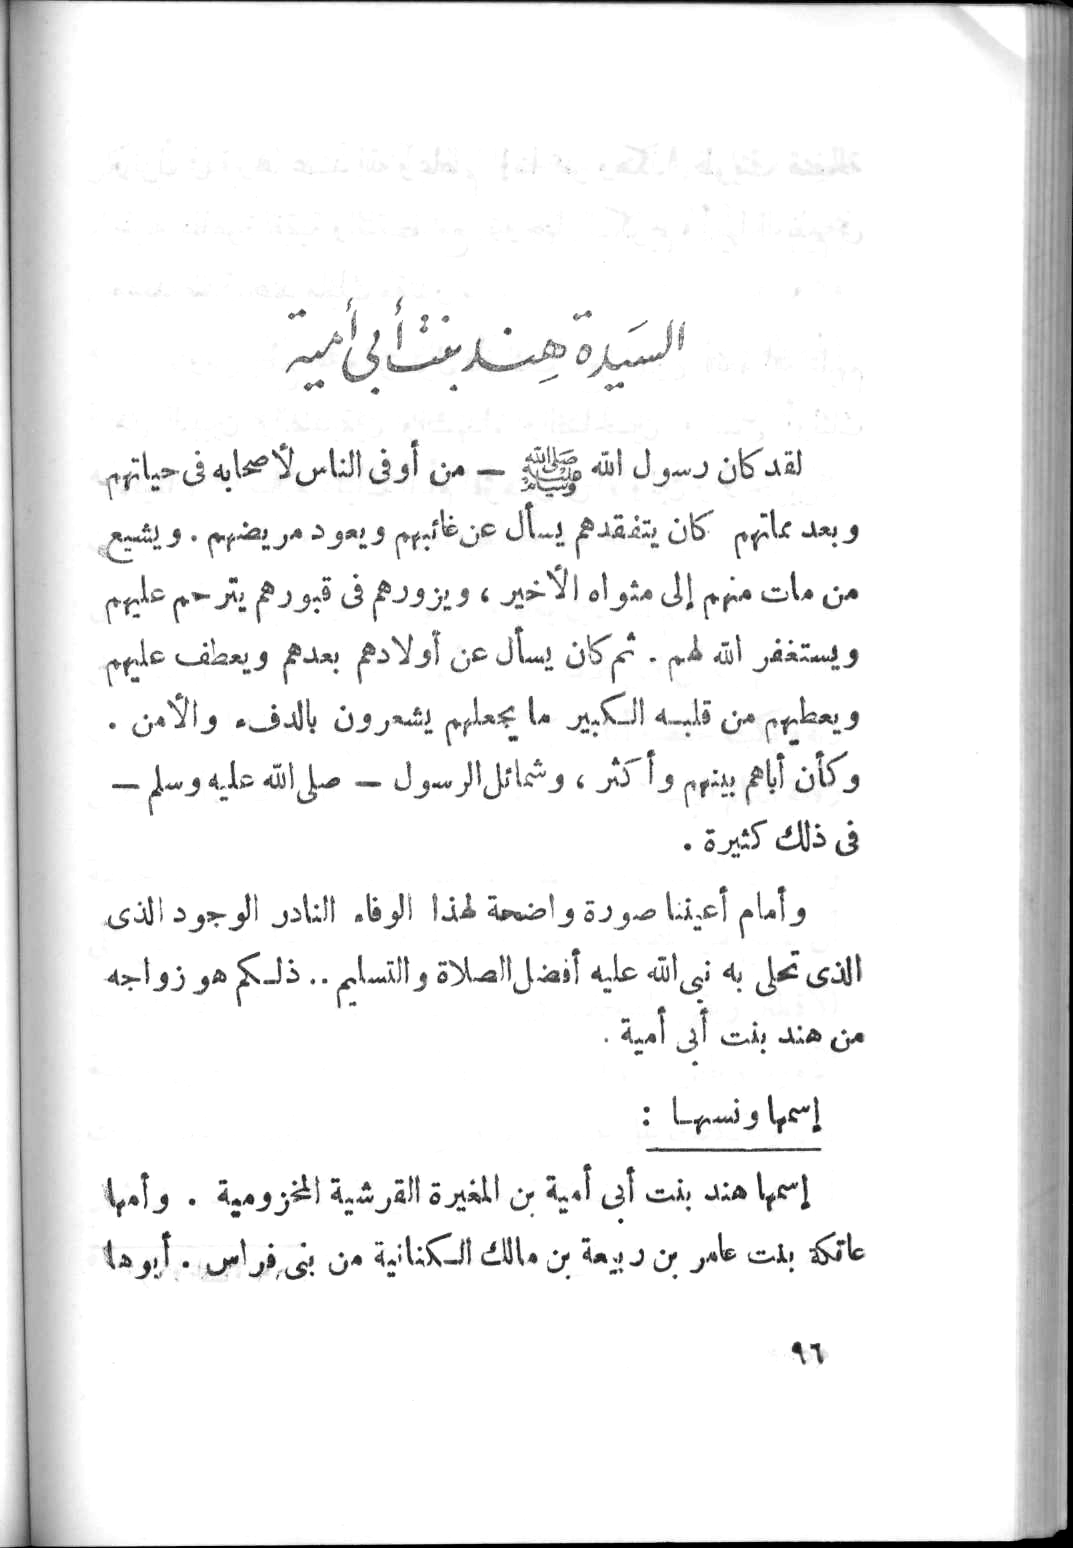 السيدة هند بنت أبي أمية
لقد كان رسول الله ﷺ — من أوفى الناس لأصحابه فى حياتهم
وبعد مماتهم كان يتفقدهم يسأل عن غائبهم ويعود مريضهم . ويشيع
من مات منهم إلى مثواه الأخير ، ويزورهم فى قبورهم يترحم عليهم
ويستغفر الله لهم . ثم كان يسأل عن أولادهم بعدهم ويعطف عليهم
ويعطيهم من قلبه الكبير ما يجعلهم يشعرون بالدفء والأمن .
وكأن أباهم بينهم وأكثر ، وشمائل الرسول — صلى الله عليه وسلم —
فى ذلك كثيرة .
وأمام أعيننا صورة واضحة لهذا الوفاء النادر الوجود الذى
الذى تحلى به نبى الله عليه أفضل الصلاة والتسليم .. ذلكم هو زواجه
من هند بنت أبى أمية .
إسمها ونسبها :
إسمها هند بنت أبى أمية بن المغيرة القرشية المخزومية . وأمها
عاتكة بنت عامر بن ربيعة بن مالك الكنانية من بنى فراس . أبوها
٩٦